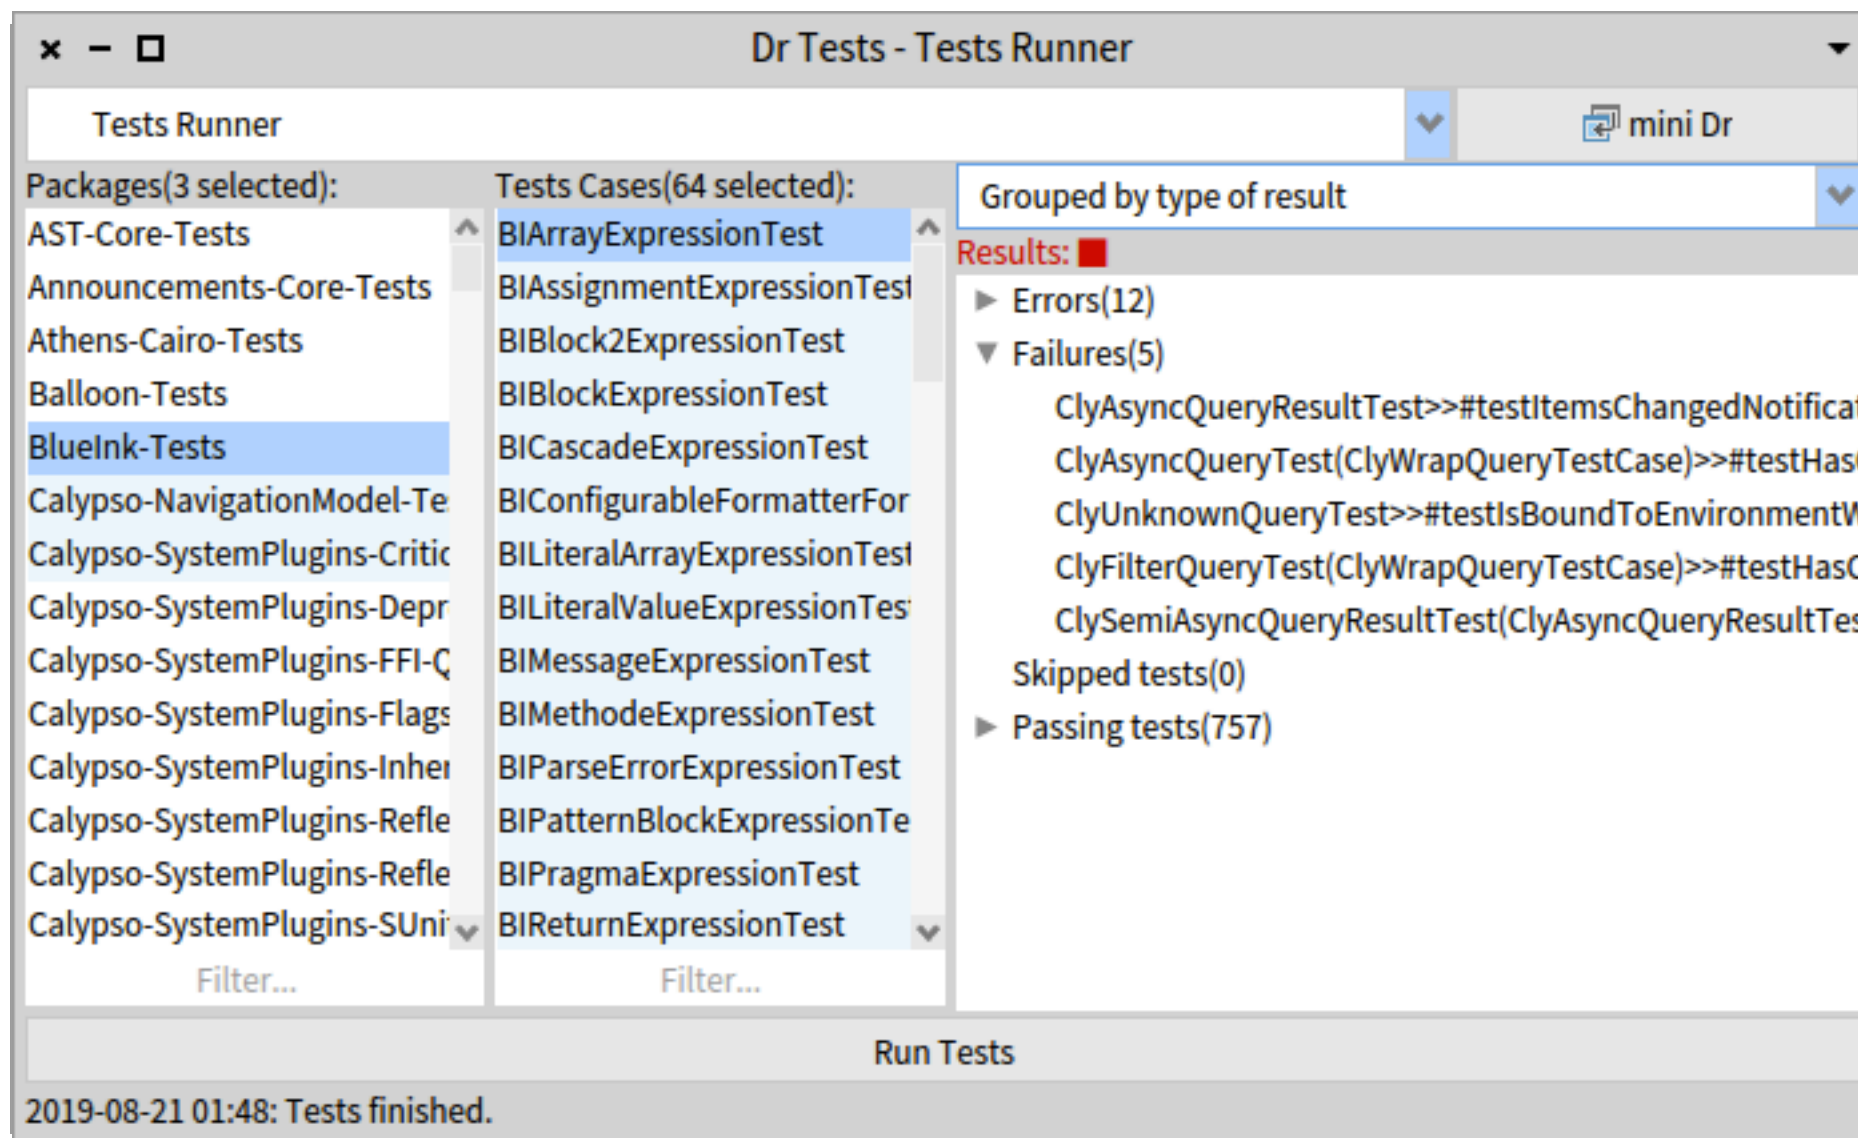 Dr Tests - Tests Runner
Tests Runner
mini Dr
Packages(3 selected):
AST-Core-Tests
Announcements-Core-Tests
Athens-Cairo-Tests
Balloon-Tests
BlueInk-Tests
Calypso-NavigationModel-Te
Calypso-SystemPlugins-Critic
Calypso-SystemPlugins-Depr
Calypso-SystemPlugins-FFI-Q
Calypso-SystemPlugins-Flags
Calypso-SystemPlugins-Inher
Calypso-SystemPlugins-Refle
Calypso-SystemPlugins-Refle
Calypso-SystemPlugins-SUni
Filter...
Tests Cases(64 selected):
BIArrayExpressionTest
BIAssignmentExpressionTest
BIBlock2ExpressionTest
BIBlockExpressionTest
BICascadeExpressionTest
BIConfigurableFormatterFor
BILiteralArrayExpressionTest
BILiteralValueExpressionTest
BIMessageExpressionTest
BIMethodeExpressionTest
BIParseErrorExpressionTest
BIPatternBlockExpressionTe
BIPragmaExpressionTest
BIReturnExpressionTest
Filter...
Grouped by type of result
Results:
Errors(12)
Failures(5)
ClyAsyncQueryResultTest>>#testItemsChangedNotificat
ClyAsyncQueryTest(ClyWrapQueryTestCase)>>#testHas
ClyUnknownQueryTest>>#testIsBoundToEnvironmentW
ClyFilterQueryTest(ClyWrapQueryTestCase)>>#testHasC
ClySemiAsyncQueryResultTest(ClyAsyncQueryResultTes
Skipped tests(0)
Passing tests(757)
Run Tests
2019-08-21 01:48: Tests finished.